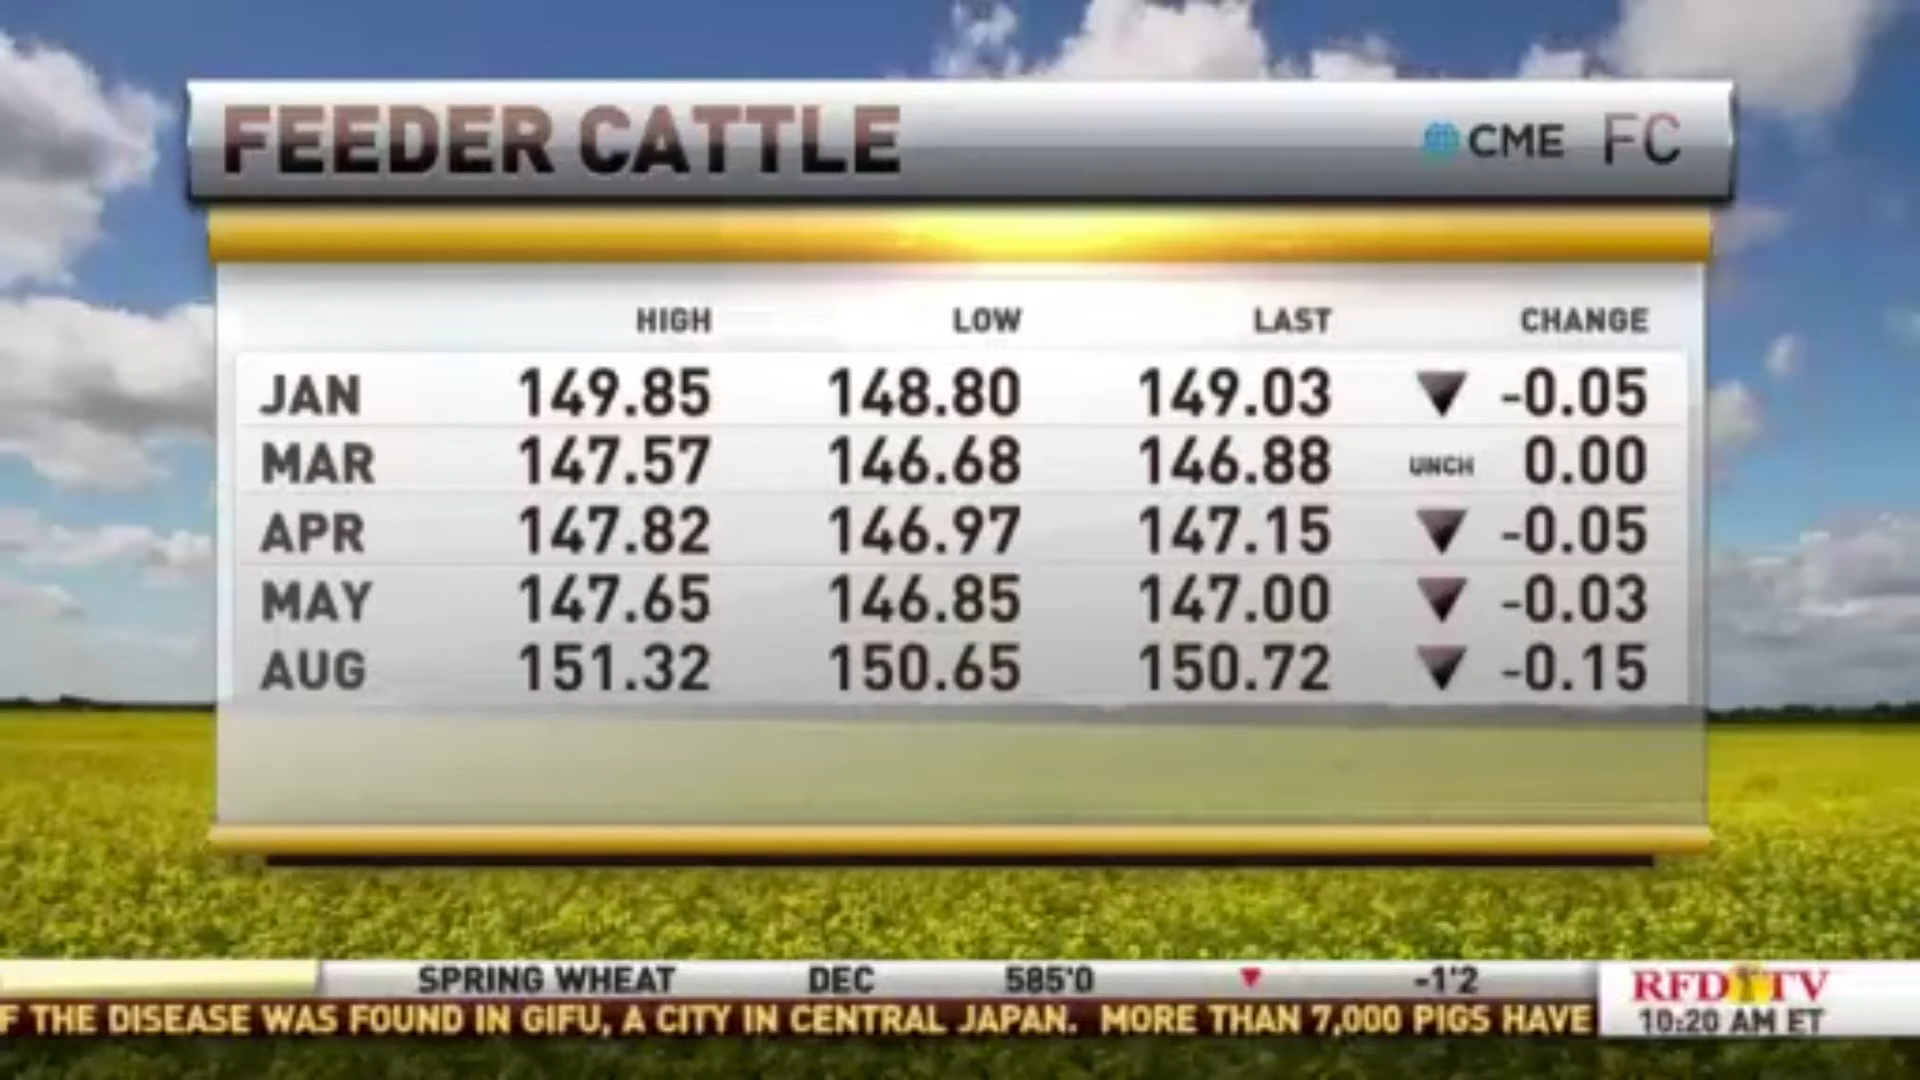 FEEDER CATTLE CME FC
HIGH LOW LAST CHANGE
JAN 149.85 148.80 149.03 ▼ -0.05
MAR 147.57 146.68 146.88 UNCH 0.00
APR 147.82 146.97 147.15 ▼ -0.05
MAY 147.65 146.85 147.00 ▼ -0.03
AUG 151.32 150.65 150.72 ▼ -0.15
SPRING WHEAT DEC 585'0 ▼ -1'2
RFD TV
F THE DISEASE WAS FOUND IN GIFU, A CITY IN CENTRAL JAPAN. MORE THAN 7,000 PIGS HAVE
10:20 AM ET